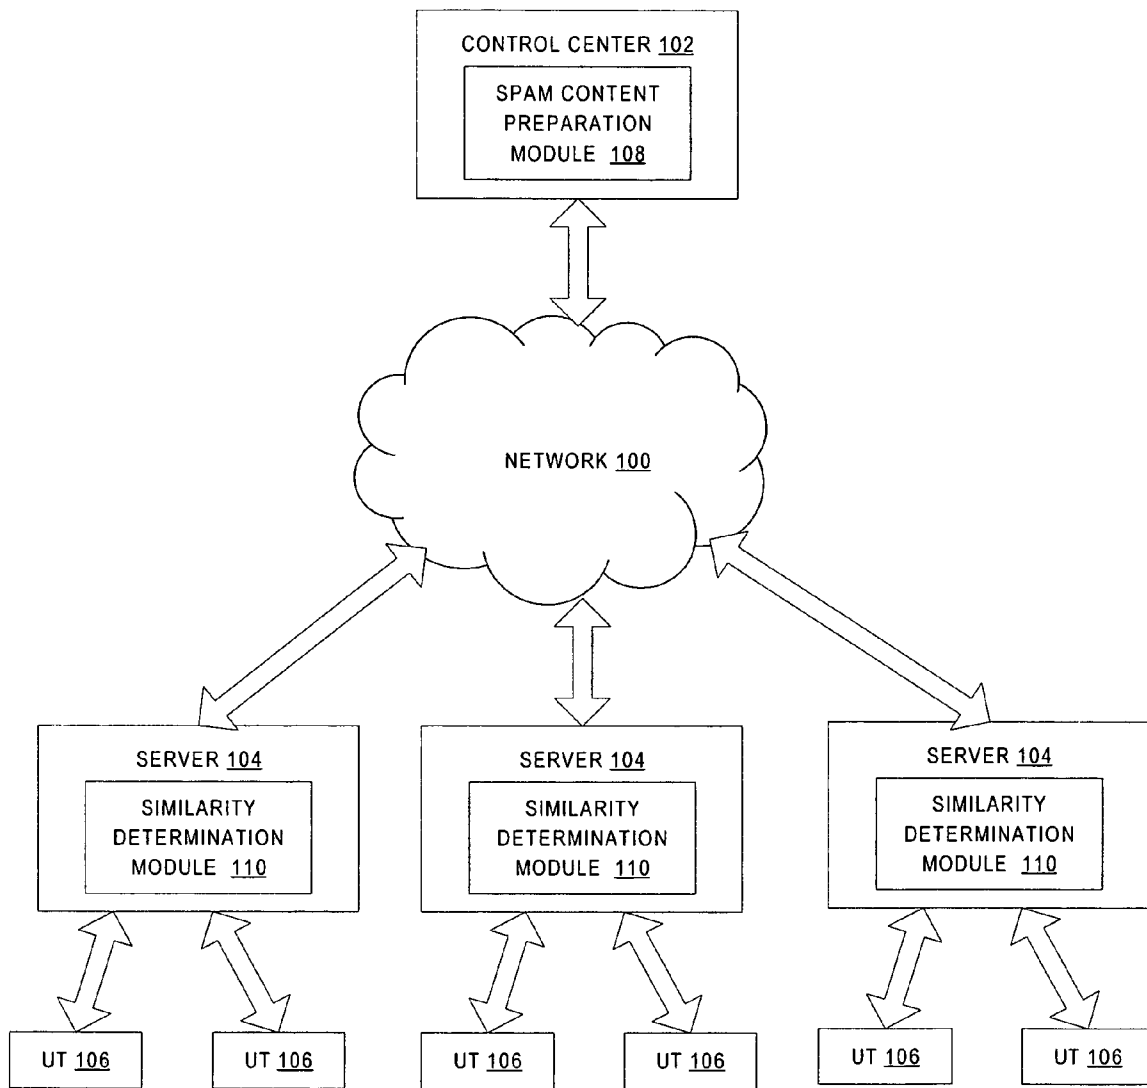 CONTROL CENTER 102
SPAM CONTENT
PREPARATION
MODULE 108
NETWORK 100
SERVER 104
SIMILARITY
DETERMINATION
MODULE 110
SERVER 104
SIMILARITY
DETERMINATION
MODULE 110
SERVER 104
SIMILARITY
DETERMINATION
MODULE 110
UT 106
UT 106
UT 106
UT 106
UT 106
UT 106